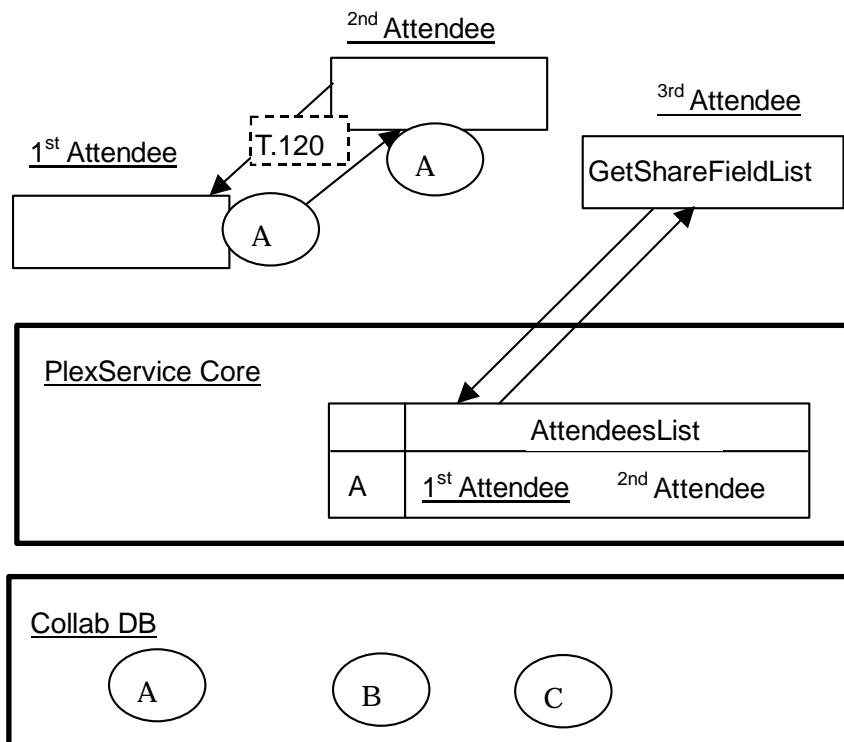 2nd Attendee
3rd Attendee
1st Attendee
T.120
A
GetShareFieldList
A
PlexService Core
AttendeesList
A 1st Attendee 2nd Attendee
Collab DB
A B C